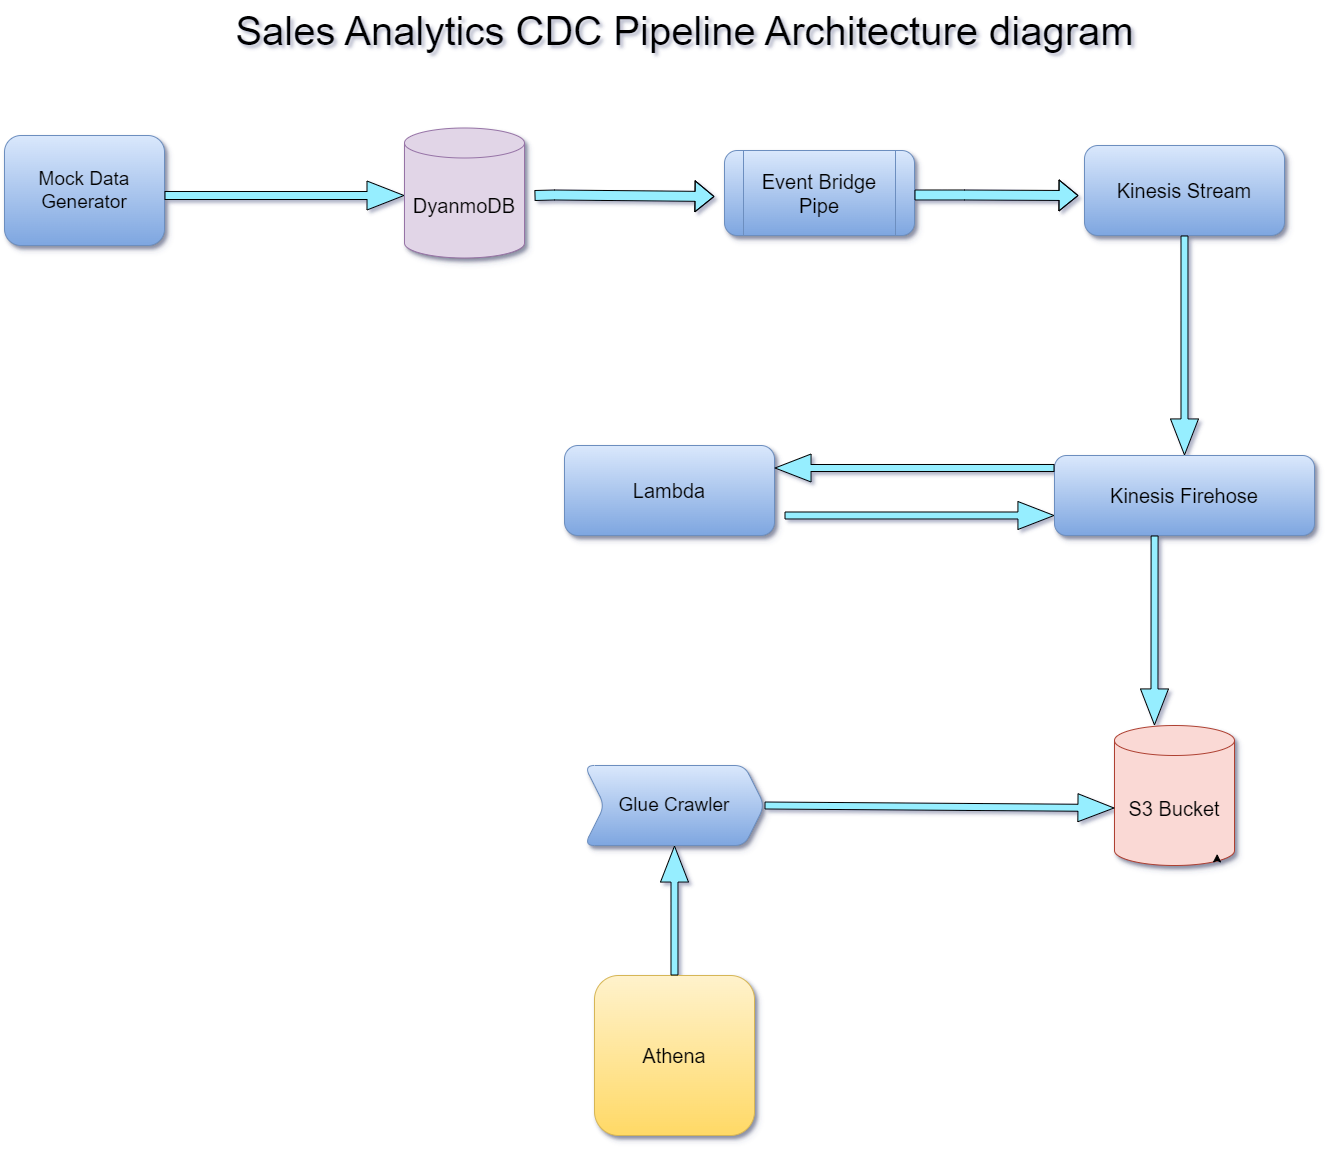 Sales Analytics CDC Pipeline Architecture diagram
Mock Data
Generator
DyanmoDB
Event Bridge
Pipe
Kinesis Stream
Lambda
Kinesis Firehose
Glue Crawler
S3 Bucket
Athena